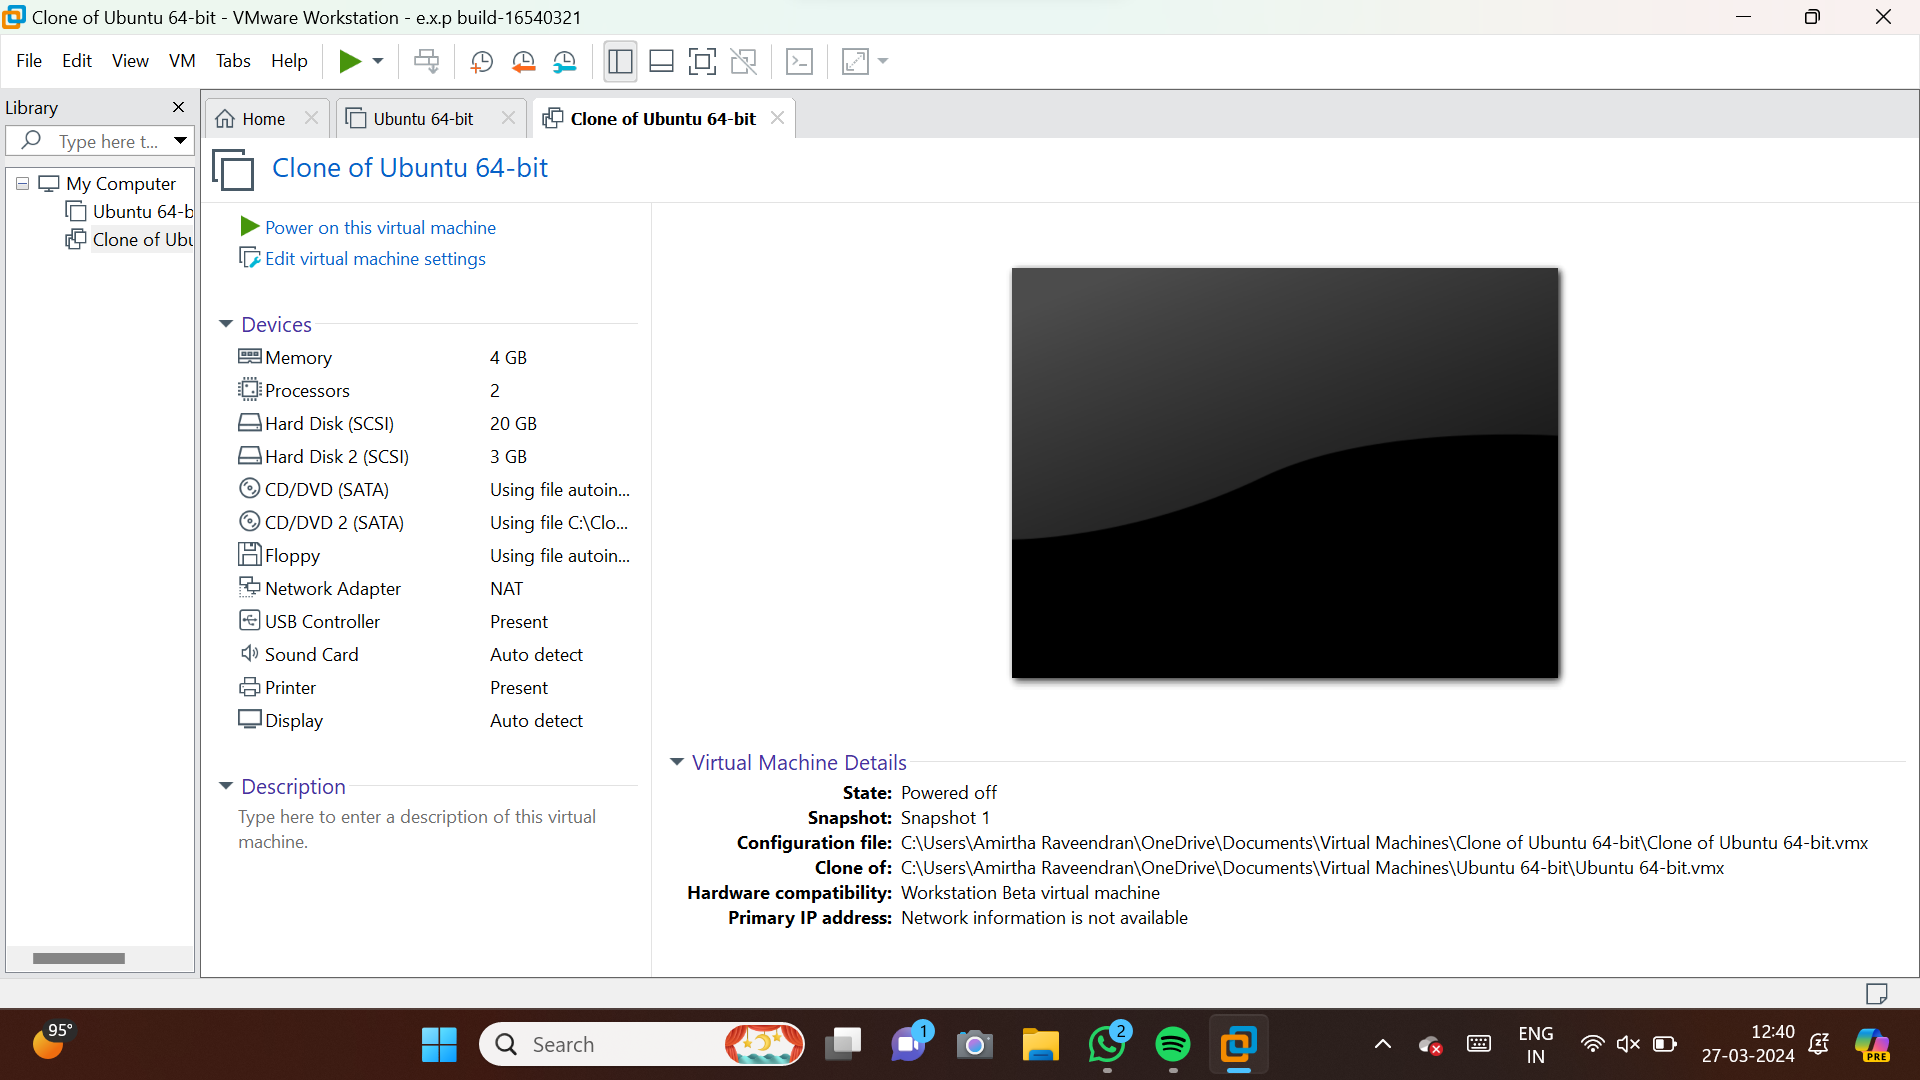 Clone of Ubuntu 64-bit - VMware Workstation - e.x.p build-16540321
File Edit View VM Tabs Help
Library
Type here t...
My Computer
Ubuntu 64-b
Clone of Ubu
Home
Ubuntu 64-bit
Clone of Ubuntu 64-bit
Clone of Ubuntu 64-bit
Power on this virtual machine
Edit virtual machine settings
Devices
Memory 4 GB
Processors 2
Hard Disk (SCSI) 20 GB
Hard Disk 2 (SCSI) 3 GB
CD/DVD (SATA) Using file autoin...
CD/DVD 2 (SATA) Using file C:\Clo...
Floppy Using file autoin...
Network Adapter NAT
USB Controller Present
Sound Card Auto detect
Printer Present
Display Auto detect
Description
Type here to enter a description of this virtual
machine.
Virtual Machine Details
State: Powered off
Snapshot: Snapshot 1
Configuration file: C:\Users\Amirtha Raveendran\OneDrive\Documents\Virtual Machines\Clone of Ubuntu 64-bit\Clone of Ubuntu 64-bit.vmx
Clone of: C:\Users\Amirtha Raveendran\OneDrive\Documents\Virtual Machines\Ubuntu 64-bit\Ubuntu 64-bit.vmx
Hardware compatibility: Workstation Beta virtual machine
Primary IP address: Network information is not available
95°
Search
1
2
ENG
IN
12:40
27-03-2024
PRE